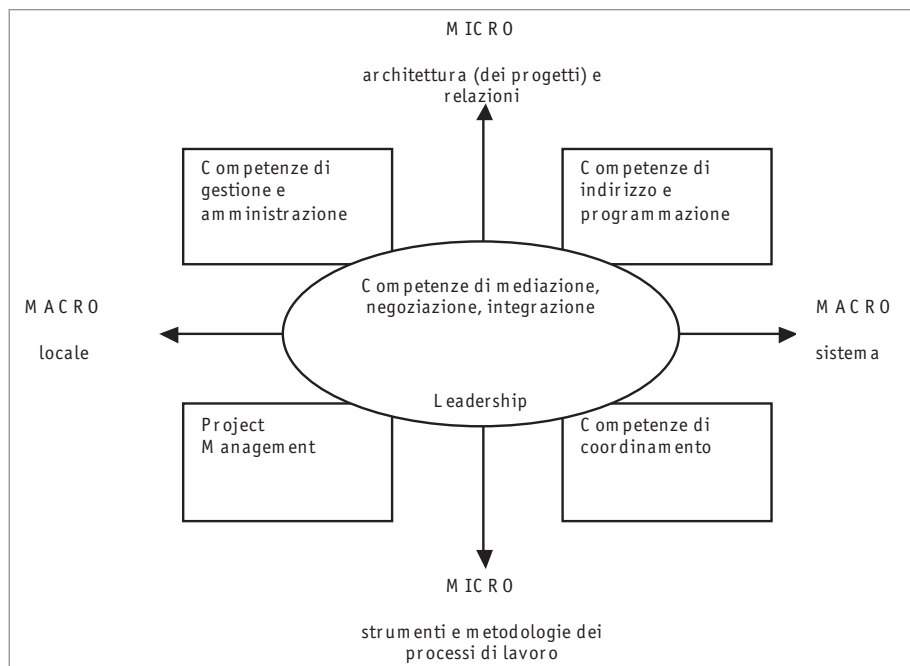 MICRO
architettura (dei progetti) e
relazioni
Competenze di
gestione e
amministrazione
Competenze di
indirizzo e
programmazione
Competenze di mediazione,
negoziazione, integrazione
MACRO
locale
MACRO
sistema
Leadership
Project
Management
Competenze di
coordinamento
MICRO
strumenti e metodologie dei
processi di lavoro